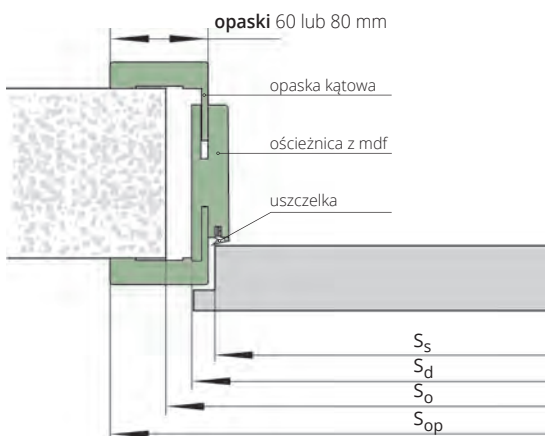 opaski 60 lub 80 mm
opaska kątowa
ościeżnica z mdf
uszczelka
Ss
Sd
So
Sop